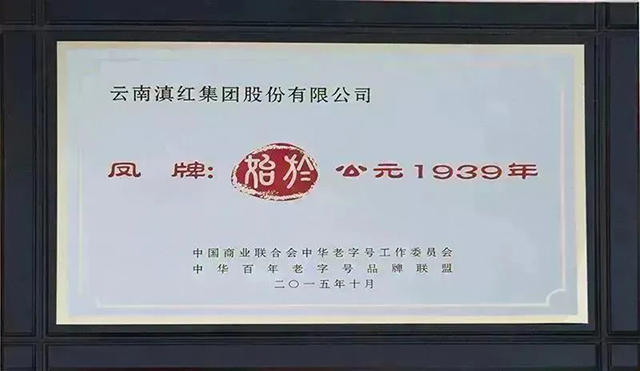 云南滇红集团股份有限公司
凤牌：始於公元1939年
中国商业联合会中华老字号工作委员会
中华百年老字号品牌联盟
二〇一五年十月